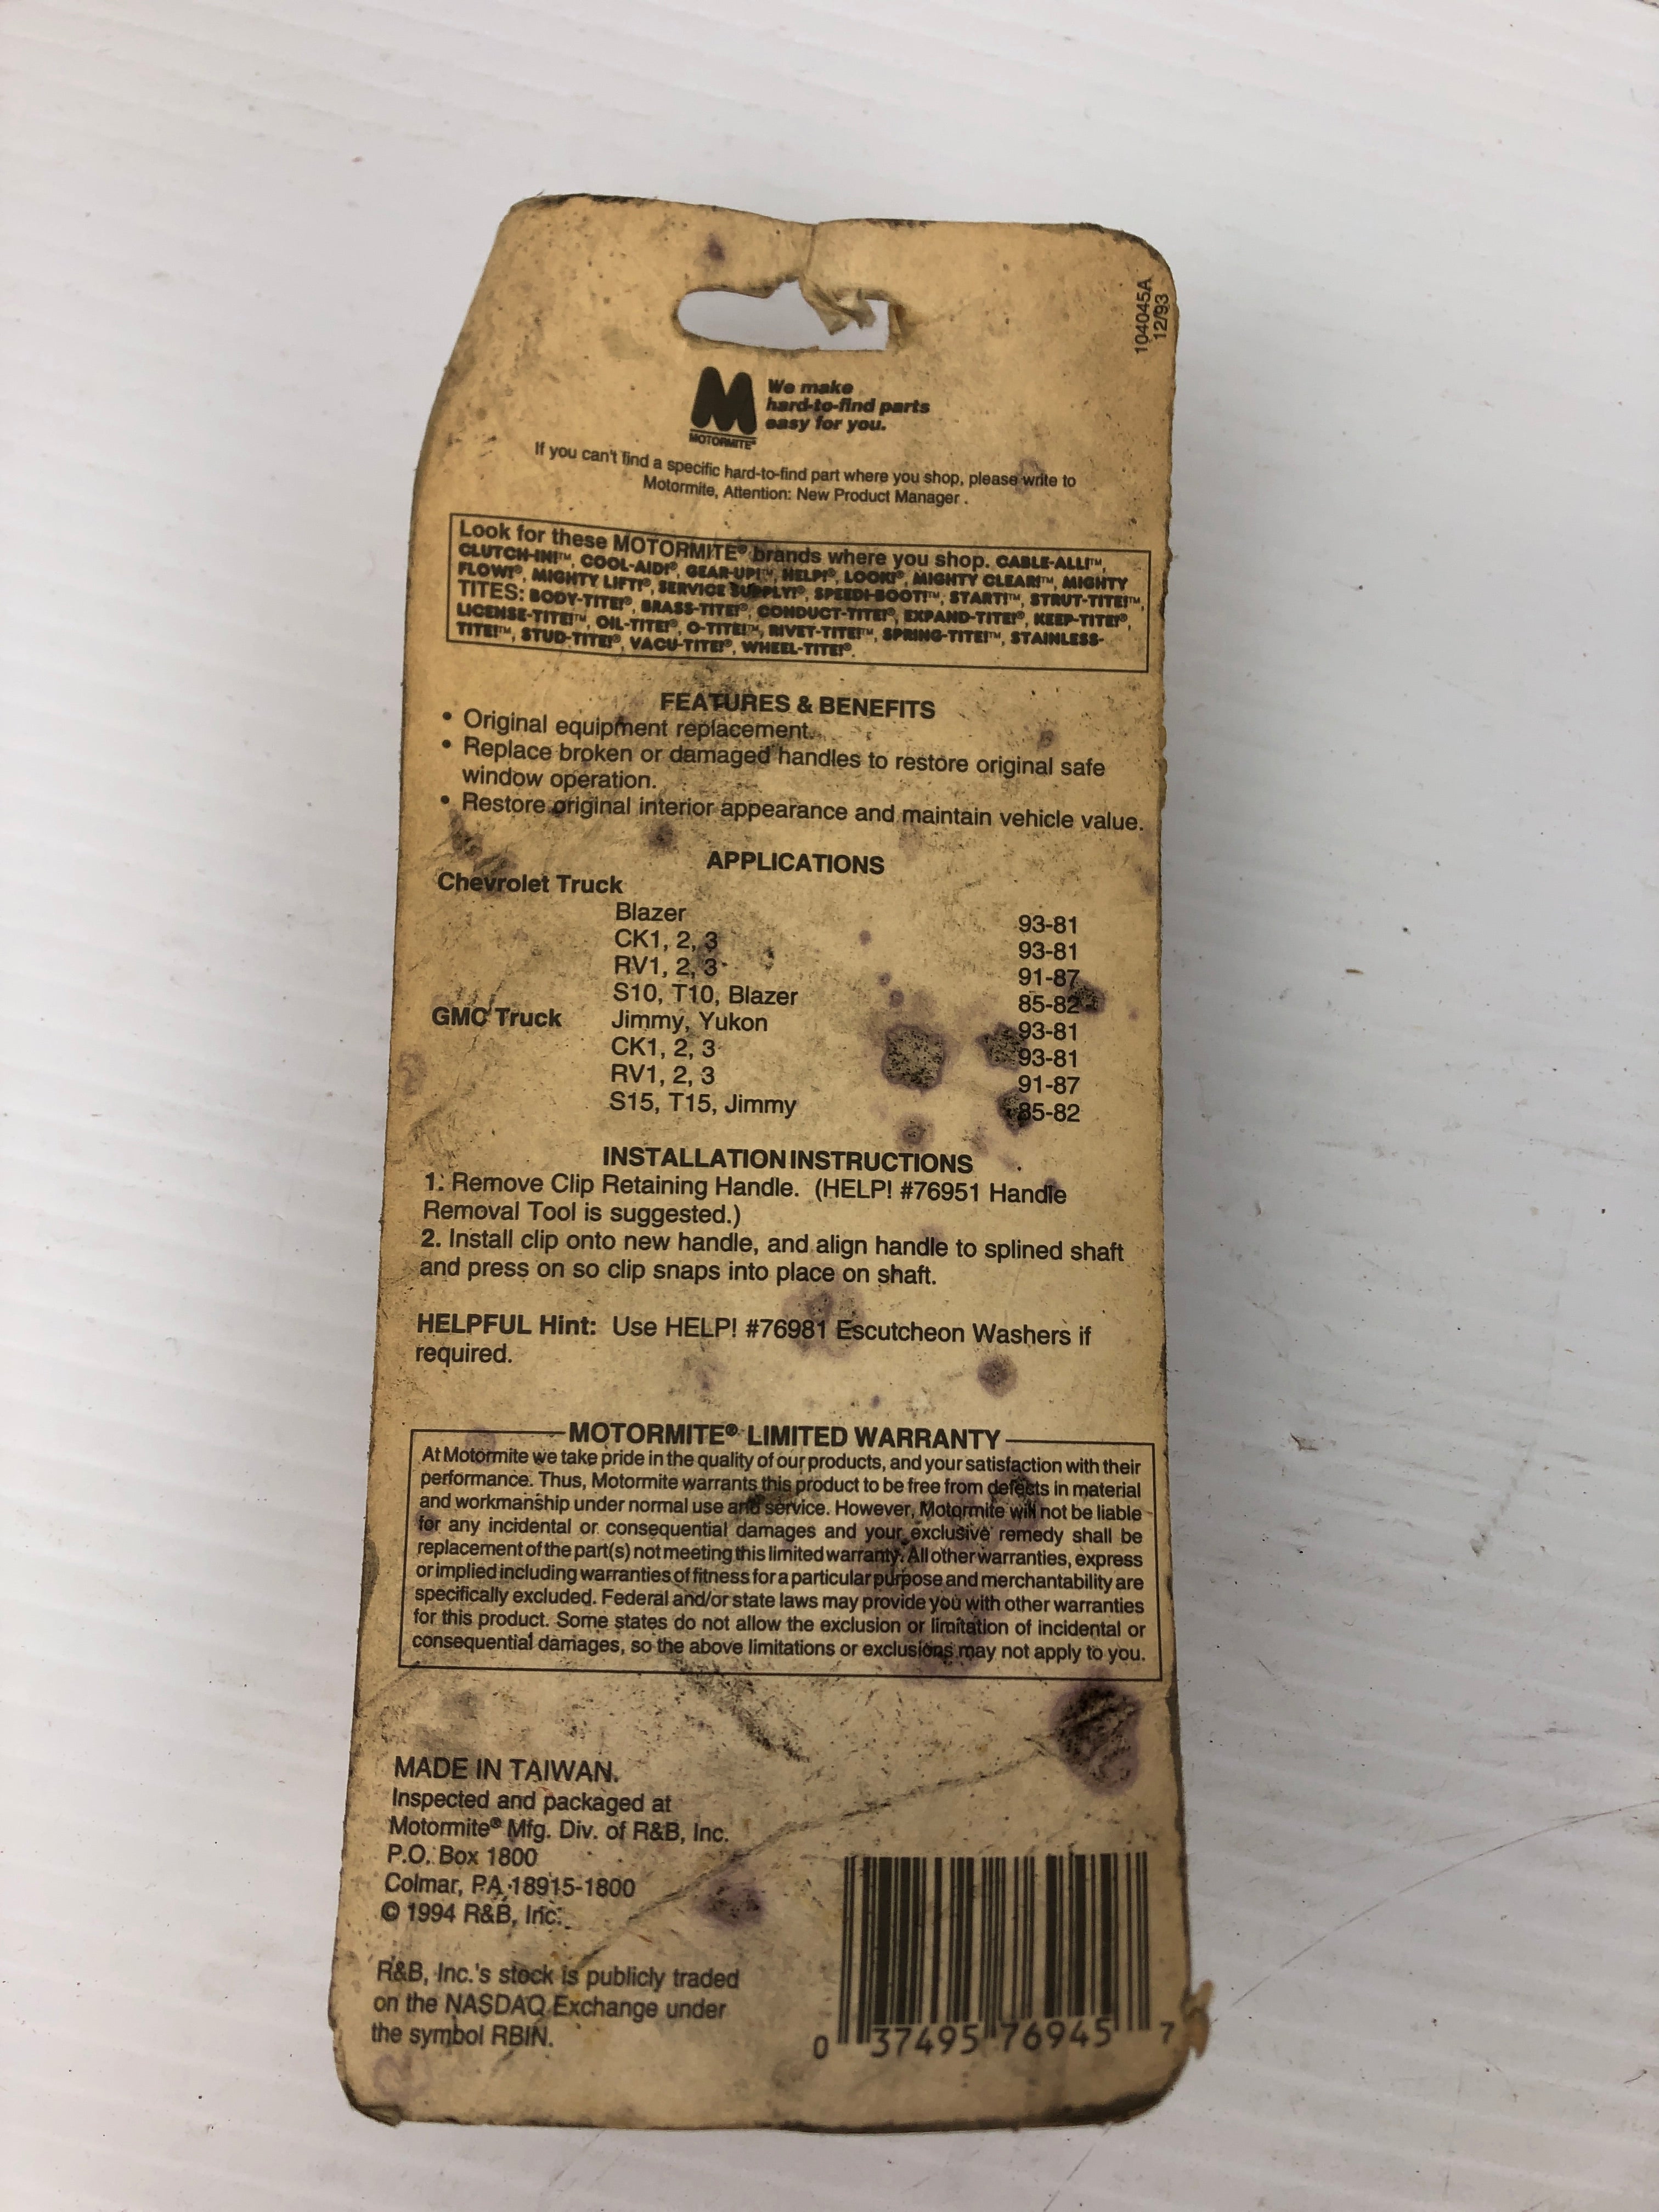 104045A
12/93
M
MOTORMITE®
We make
hard-to-find parts
easy for you.
If you can't find a specific hard-to-find part where you shop, please write to
Motormite, Attention: New Product Manager .
Look for these MOTORMITE® brands where you shop. CABLE-ALL!™,
CLUTCH-IN!™, COOL-AID!®, GEAR-UP!™, HELP!®, LOOK!®, MIGHTY CLEAR!™, MIGHTY
FLOW!®, MIGHTY LIFT!®, SERVICE SUPPLY!®, SPEEDI-BOOT!™, START!™, STRUT-TITE!™,
TITES: BODY-TITE!®, BRASS-TITE!®, CONDUCT-TITE!®, EXPAND-TITE!®, KEEP-TITE!®,
LICENSE-TITE!™, OIL-TITE!®, O-TITE!™, RIVET-TITE!™, SPRING-TITE!™, STAINLESS-
TITE!™, STUD-TITE!®, VACU-TITE!®, WHEEL-TITE!®.
FEATURES & BENEFITS
• Original equipment replacement.
• Replace broken or damaged handles to restore original safe
window operation.
• Restore original interior appearance and maintain vehicle value.
APPLICATIONS
Chevrolet Truck
Blazer 93-81
CK1, 2, 3 93-81
RV1, 2, 3 91-87
S10, T10, Blazer 85-82
GMC Truck Jimmy, Yukon 93-81
CK1, 2, 3 93-81
RV1, 2, 3 91-87
S15, T15, Jimmy 85-82
INSTALLATION INSTRUCTIONS
1. Remove Clip Retaining Handle. (HELP! #76951 Handle
Removal Tool is suggested.)
2. Install clip onto new handle, and align handle to splined shaft
and press on so clip snaps into place on shaft.
HELPFUL Hint: Use HELP! #76981 Escutcheon Washers if
required.
MOTORMITE® LIMITED WARRANTY
At Motormite we take pride in the quality of our products, and your satisfaction with their
performance. Thus, Motormite warrants this product to be free from defects in material
and workmanship under normal use and service. However, Motormite will not be liable
for any incidental or consequential damages and your exclusive remedy shall be
replacement of the part(s) not meeting this limited warranty. All other warranties, express
or implied including warranties of fitness for a particular purpose and merchantability are
specifically excluded. Federal and/or state laws may provide you with other warranties
for this product. Some states do not allow the exclusion or limitation of incidental or
consequential damages, so the above limitations or exclusions may not apply to you.
MADE IN TAIWAN.
Inspected and packaged at
Motormite® Mfg. Div. of R&B, Inc.
P.O. Box 1800
Colmar, PA 18915-1800
© 1994 R&B, Inc.
R&B, Inc.'s stock is publicly traded
on the NASDAQ Exchange under
the symbol RBIN.
0 37495 76945 7